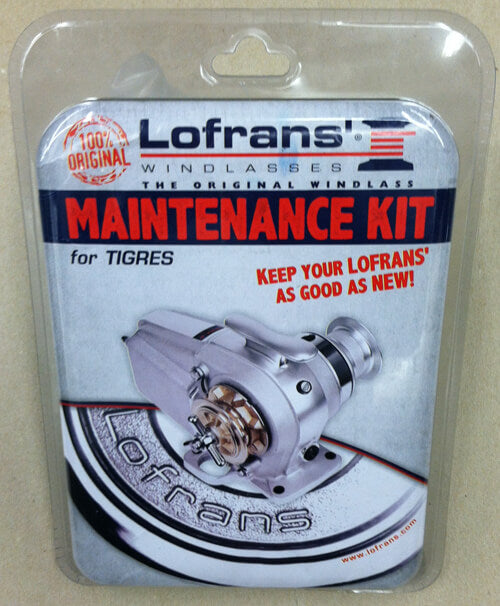 100%
ORIGINAL
Lofrans'®
WINDLASSES
THE ORIGINAL WINDLASS
MAINTENANCE KIT
for TIGRES
KEEP YOUR LOFRANS'
AS GOOD AS NEW!
Lofrans
www.lofrans.com